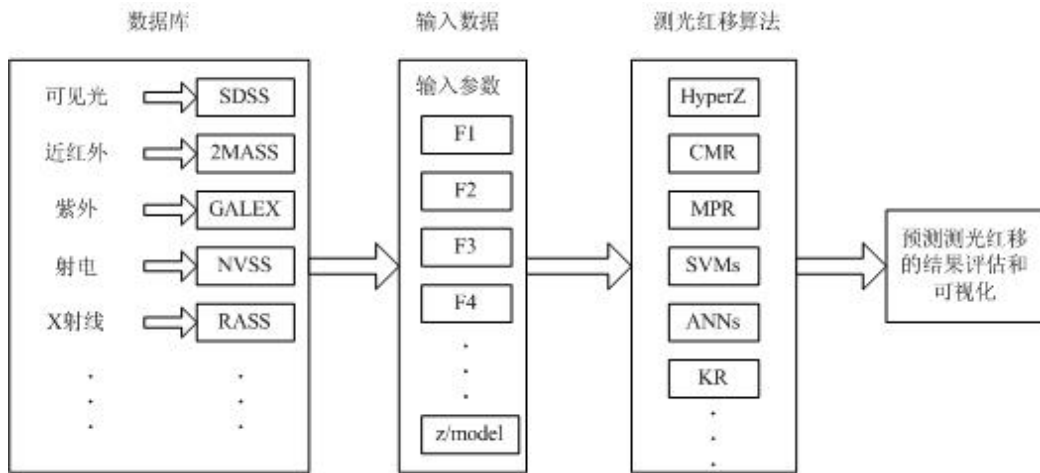 数据库
输入数据
测光红移算法
可见光
SDSS
近红外
2MASS
紫外
GALEX
射电
NVSS
X射线
RASS
输入参数
F1
F2
F3
F4
z/model
HyperZ
CMR
MPR
SVMs
ANNs
KR
预测测光红移
的结果评估和
可视化